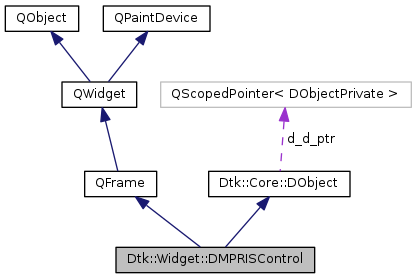 QObject
QPaintDevice
QWidget
QScopedPointer< DObjectPrivate >
d_d_ptr
QFrame
Dtk::Core::DObject
Dtk::Widget::DMPRISControl